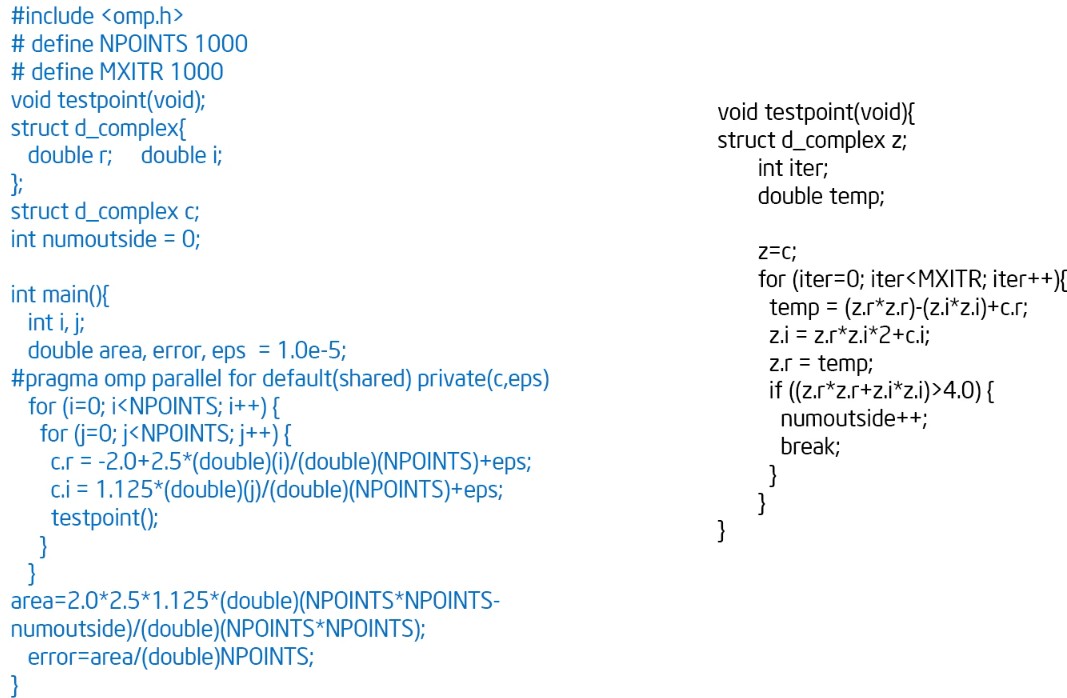 #include <omp.h>
# define NPOINTS 1000
# define MXITR 1000
void testpoint(void);
struct d_complex{
   double r;     double i;
};
struct d_complex c;
int numoutside = 0;

int main(){
   int i, j;
   double area, error, eps  = 1.0e-5;
#pragma omp parallel for default(shared) private(c,eps)
   for (i=0; i<NPOINTS; i++) {
     for (j=0; j<NPOINTS; j++) {
       c.r = -2.0+2.5*(double)(i)/(double)(NPOINTS)+eps;
       c.i = 1.125*(double)(j)/(double)(NPOINTS)+eps;
       testpoint();
     }
   }
area=2.0*2.5*1.125*(double)(NPOINTS*NPOINTS-
numoutside)/(double)(NPOINTS*NPOINTS);
   error=area/(double)NPOINTS;
}

void testpoint(void){
struct d_complex z;
       int iter;
       double temp;

       z=c;
       for (iter=0; iter<MXITR; iter++){
         temp = (z.r*z.r)-(z.i*z.i)+c.r;
         z.i = z.r*z.i*2+c.i;
         z.r = temp;
         if ((z.r*z.r+z.i*z.i)>4.0) {
           numoutside++;
           break;
         }
       }
}